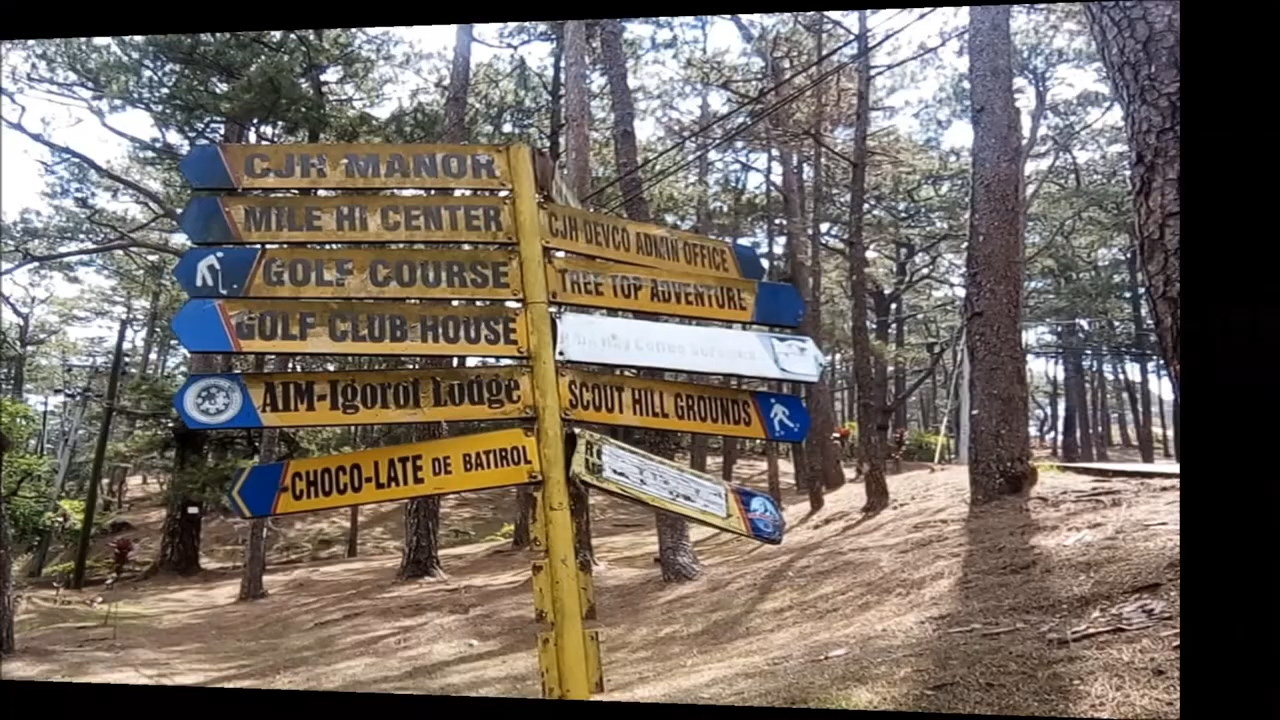 CJH MANOR
MILE HI CENTER
GOLF COURSE
GOLF CLUB HOUSE
AIM-Igorot Lodge
CHOCO-LATE DE BATIROL
CJH DEVCO ADMIN OFFICE
TREE TOP ADVENTURE
SCOUT HILL GROUNDS